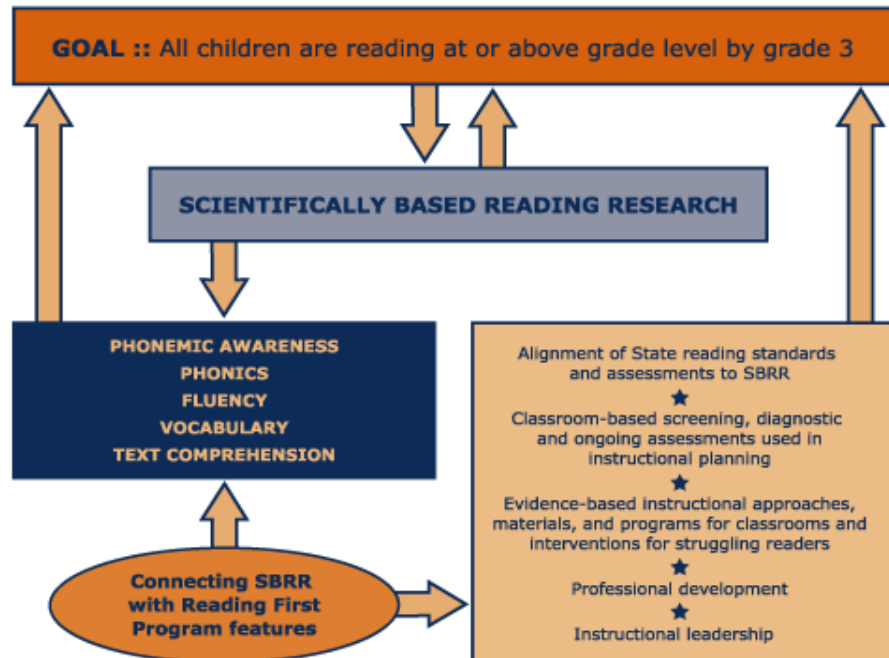 GOAL :: All children are reading at or above grade level by grade 3
SCIENTIFICALLY BASED READING RESEARCH
PHONEMIC AWARENESS
PHONICS
FLUENCY
VOCABULARY
TEXT COMPREHENSION
Alignment of State reading standards
and assessments to SBRR
Classroom-based screening, diagnostic
and ongoing assessments used in
instructional planning
Evidence-based instructional approaches,
materials, and programs for classrooms and
interventions for struggling readers
Professional development
Instructional leadership
Connecting SBRR
with Reading First
Program features